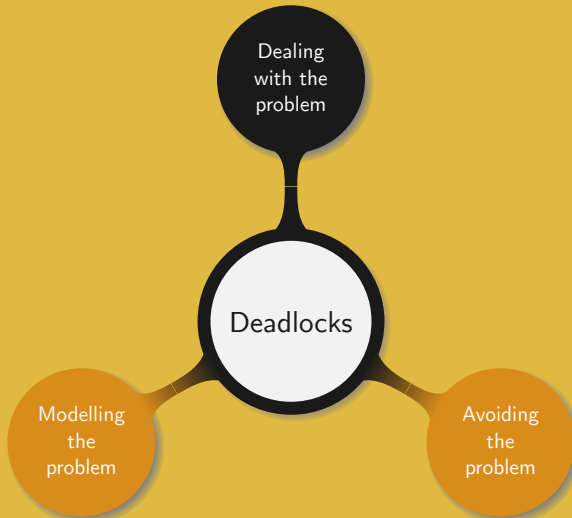 Dealing
with the
problem
Deadlocks
Modelling
the
problem
Avoiding
the
problem